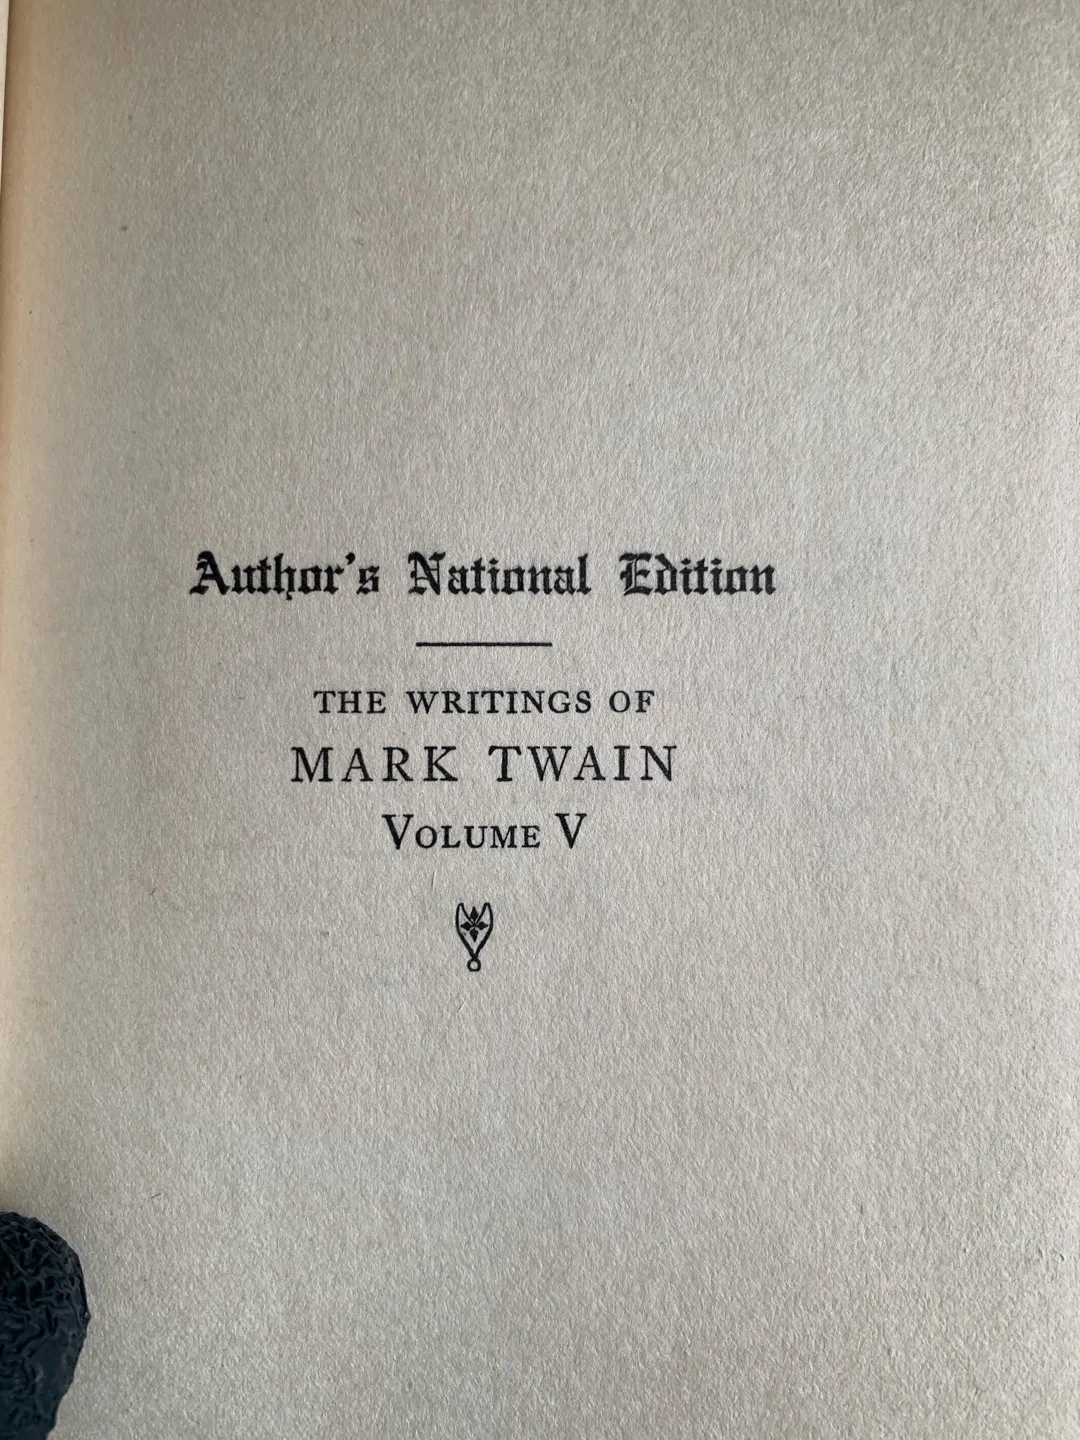 Author's National Edition
THE WRITINGS OF
MARK TWAIN
VOLUME V